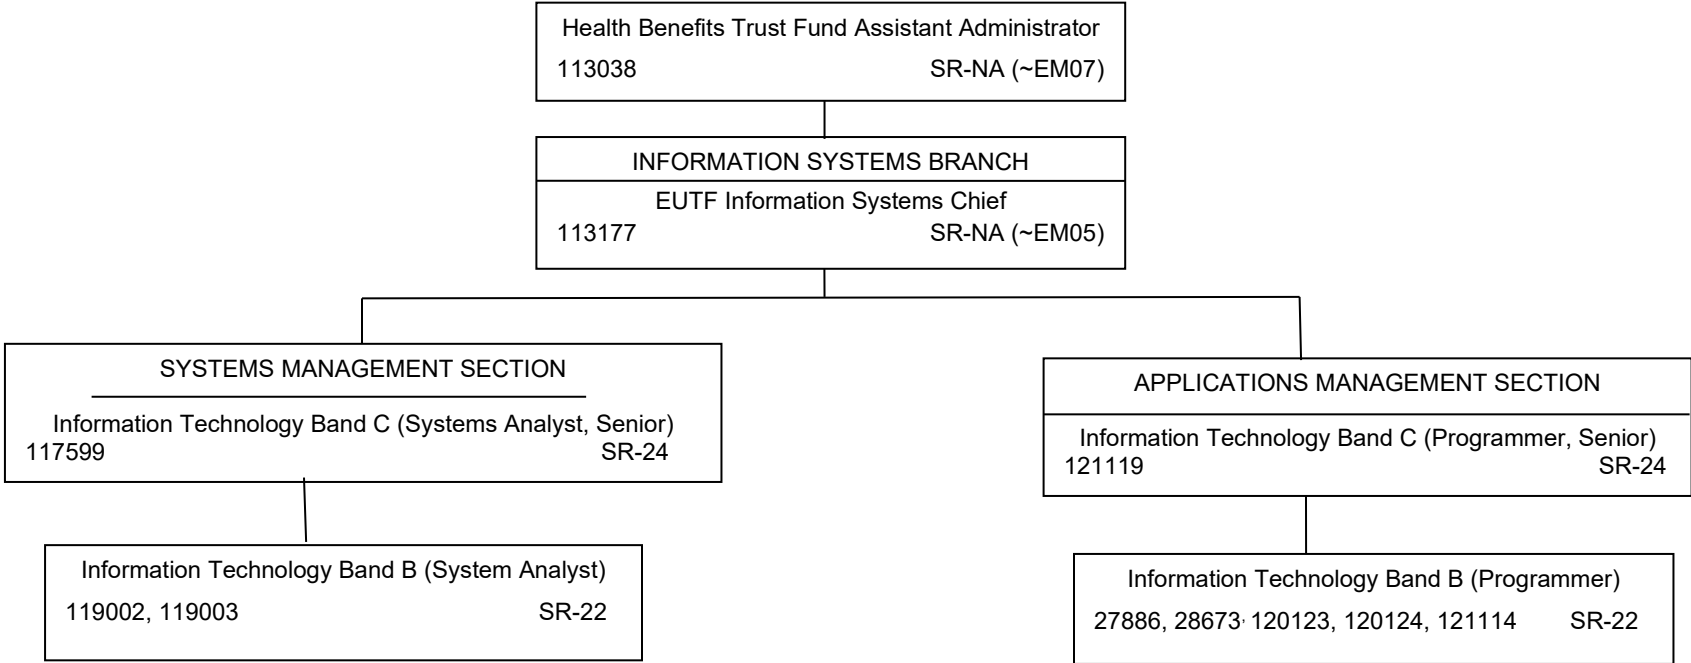 Health Benefits Trust Fund Assistant Administrator
113038 SR-NA (~EM07)
INFORMATION SYSTEMS BRANCH
EUTF Information Systems Chief
113177 SR-NA (~EM05)
SYSTEMS MANAGEMENT SECTION
Information Technology Band C (Systems Analyst, Senior)
117599 SR-24
Information Technology Band B (System Analyst)
119002, 119003 SR-22
APPLICATIONS MANAGEMENT SECTION
Information Technology Band C (Programmer, Senior)
121119 SR-24
Information Technology Band B (Programmer)
27886, 28673, 120123, 120124, 121114 SR-22